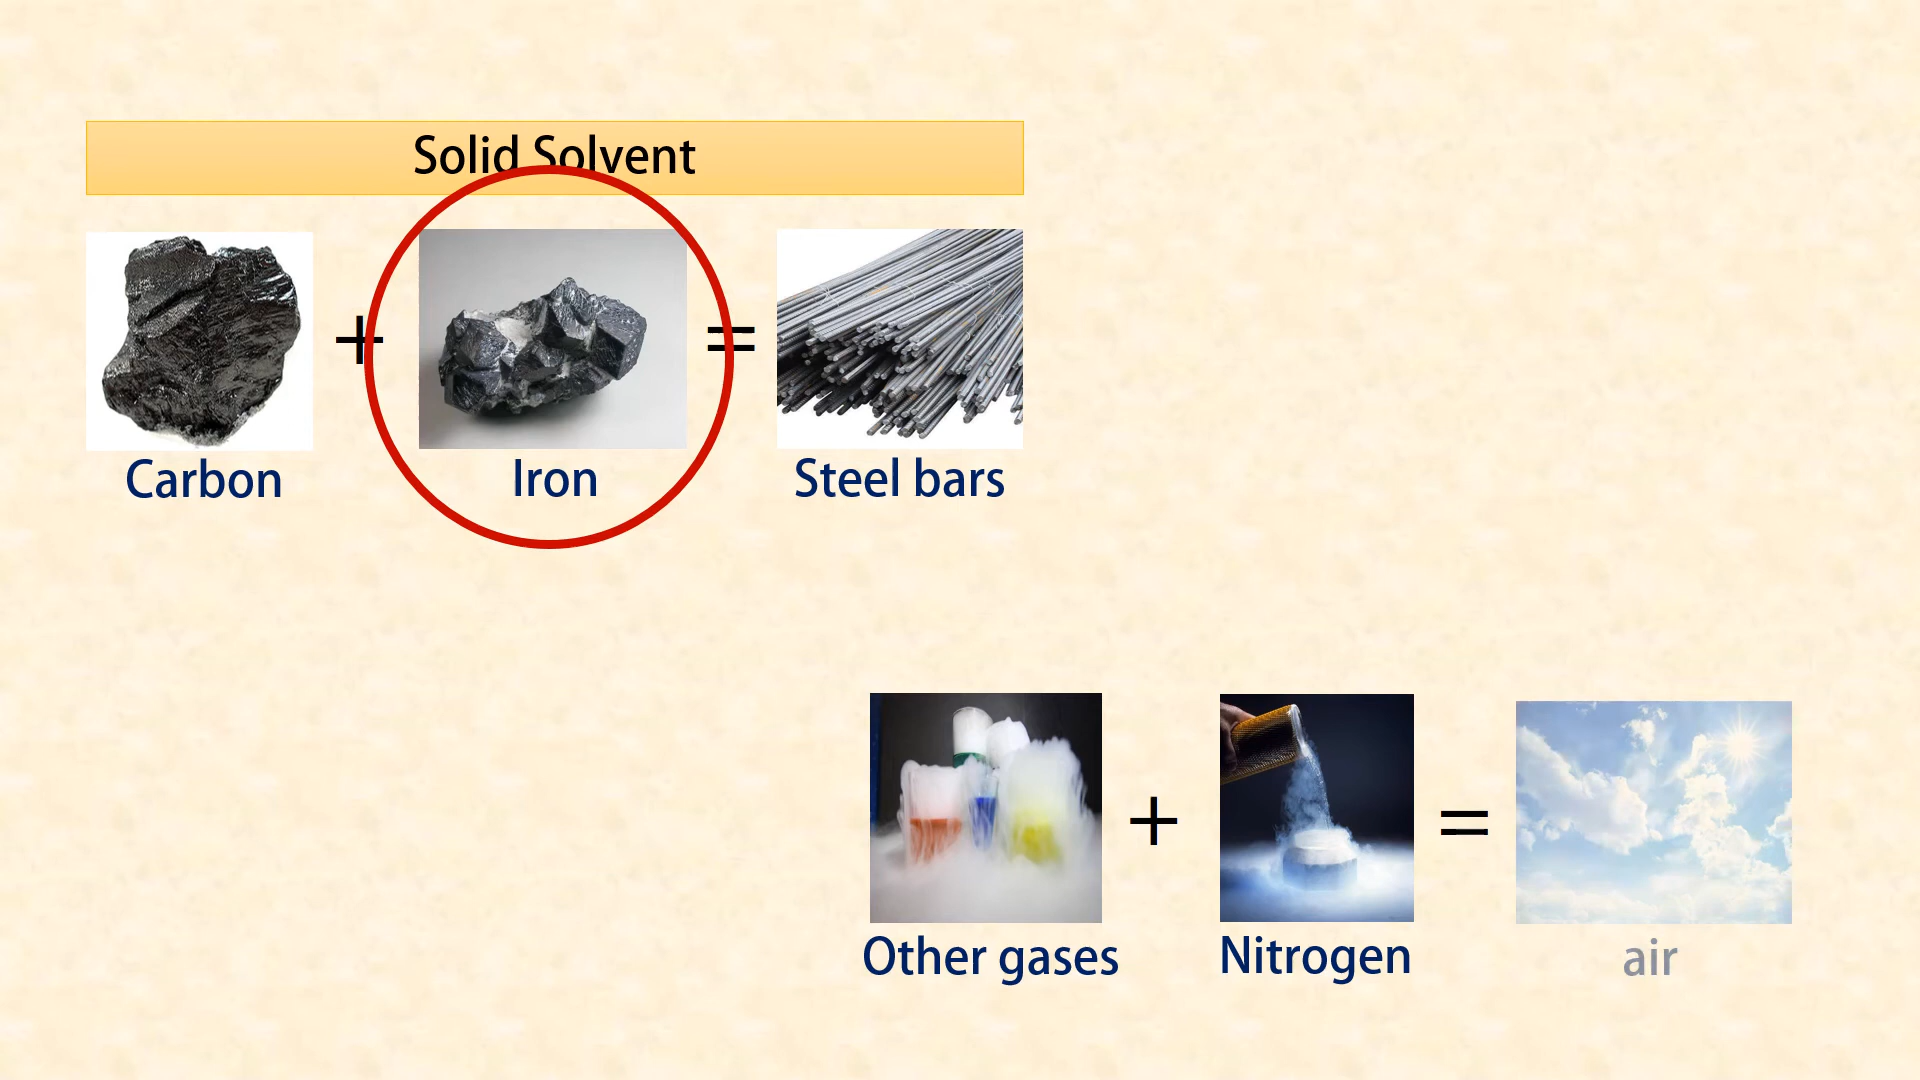 Solid Solvent
+ =
Carbon Iron Steel bars
+ =
Other gases Nitrogen air